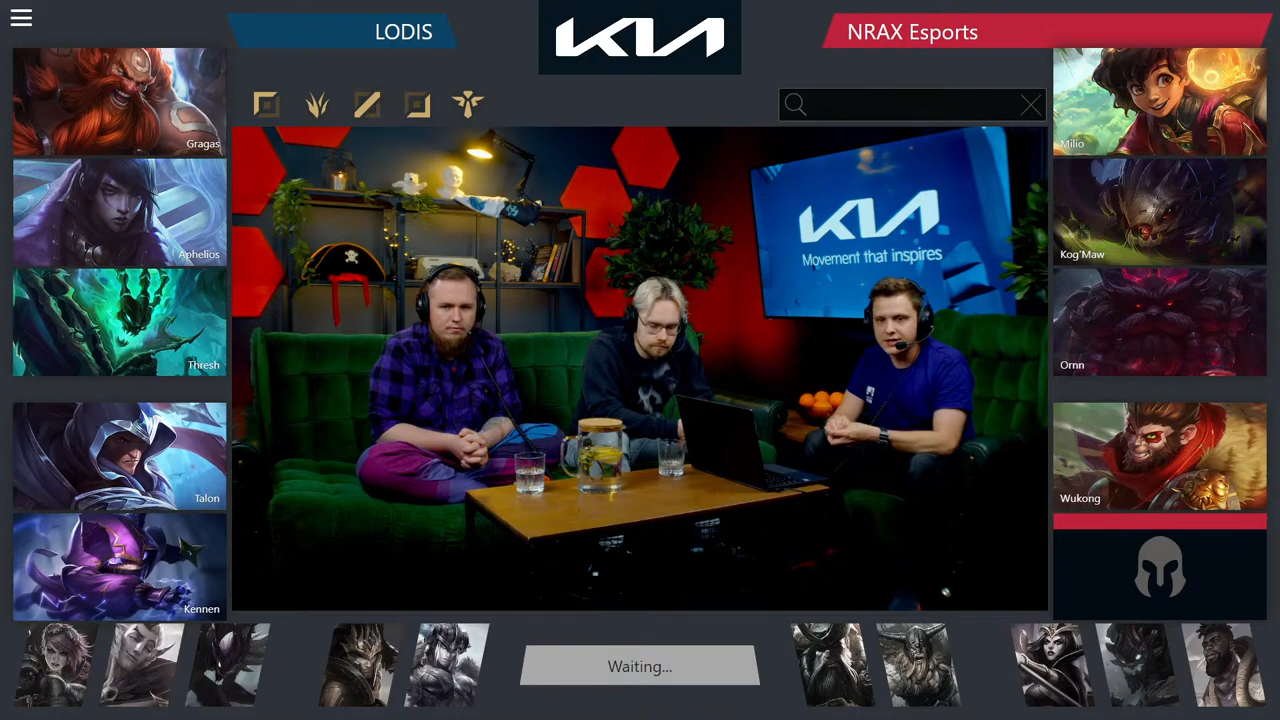 LODIS
KIA
NRAX Esports
Gragas
Aphelios
Thresh
Talon
Kennen
KIA
Movement that inspires
Milio
Kog'Maw
Ornn
Wukong
Waiting...